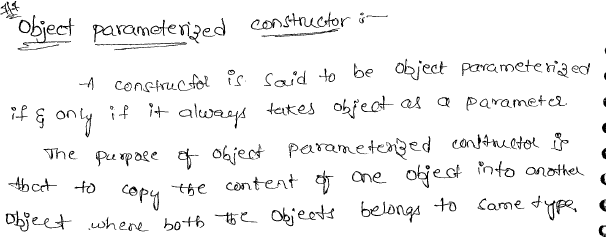 Object parameterized constructor :-
A constructor is said to be object parameterized
if & only if it always takes object as a parameter
The purpose of object parameterized constructor is
that to copy the content of one object into another
object where both the objects belongs to same type